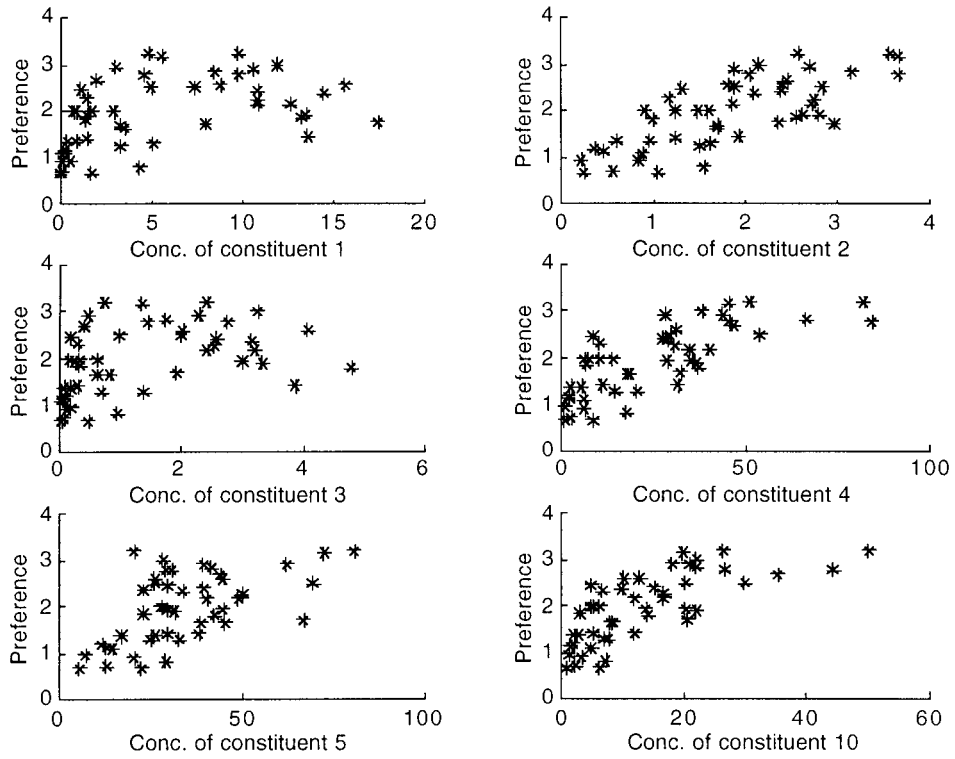 4
3
2
1
0
Preference
0 5 10 15 20
Conc. of constituent 1
4
3
2
1
0
Preference
0 1 2 3 4
Conc. of constituent 2
4
3
2
1
0
Preference
0 2 4 6
Conc. of constituent 3
4
3
2
1
0
Preference
0 50 100
Conc. of constituent 4
4
3
2
1
0
Preference
0 50 100
Conc. of constituent 5
4
3
2
1
0
Preference
0 20 40 60
Conc. of constituent 10